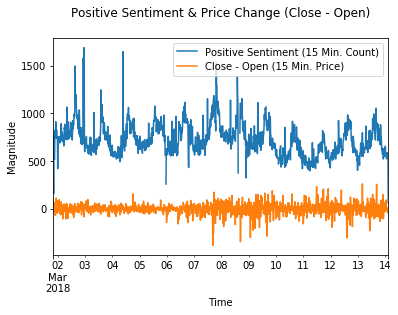 Positive Sentiment & Price Change (Close - Open)
Positive Sentiment (15 Min. Count)
Close - Open (15 Min. Price)
Magnitude
1500
1000
500
0
02 03 04 05 06 07 08 09 10 11 12 13 14
Mar
2018
Time